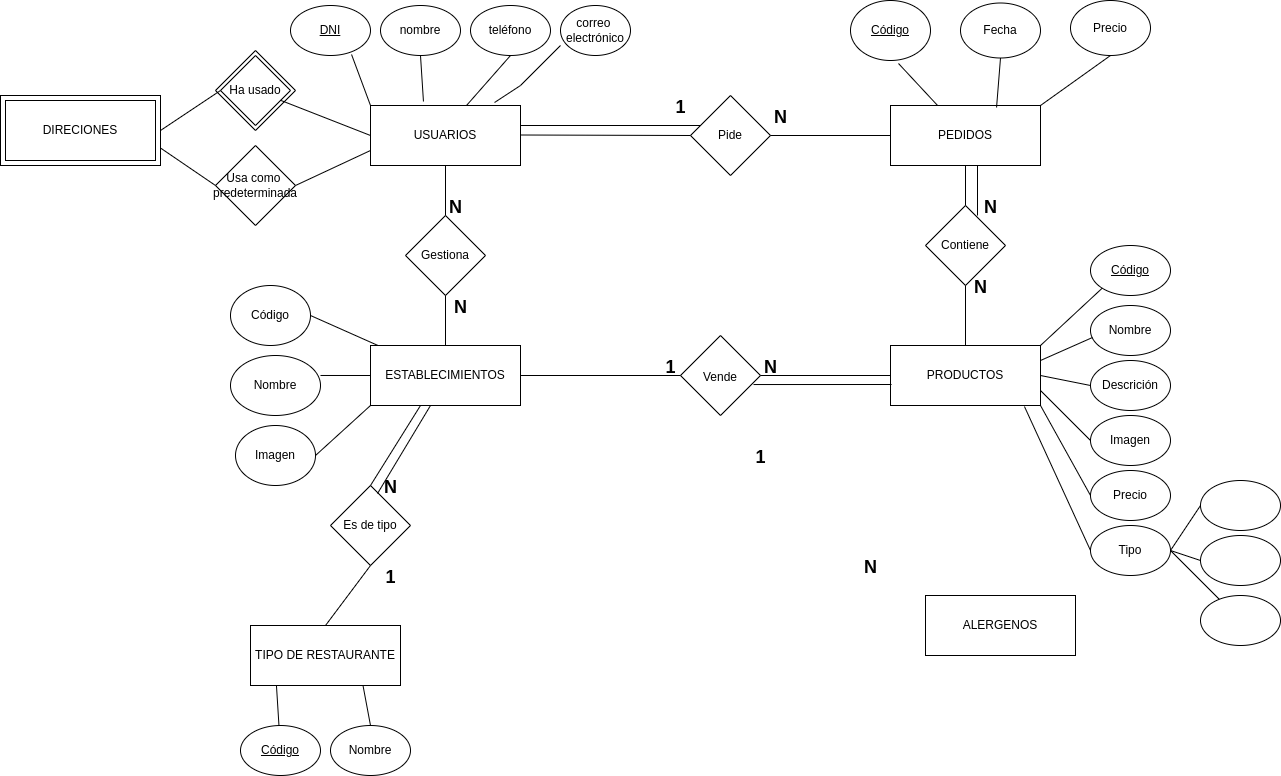 DNI
nombre
teléfono
correo
electrónico
Código
Fecha
Precio
Ha usado
DIRECIONES
USUARIOS
1
Pide
N
PEDIDOS
Usa como
predeterminada
N
Gestiona
N
N
Contiene
N
Código
Código
Nombre
ESTABLECIMIENTOS
1
Vende
N
PRODUCTOS
Nombre
Descrición
Imagen
Imagen
Precio
Tipo
N
Es de tipo
1
1
N
ALERGENOS
TIPO DE RESTAURANTE
Código
Nombre